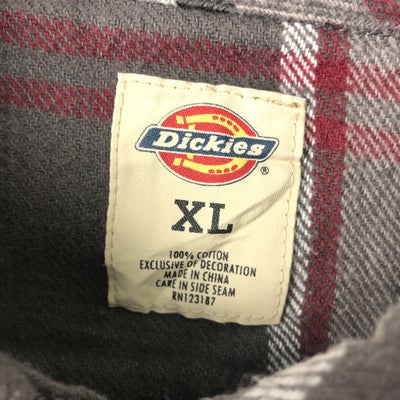 Dickies
®
XL
100% COTTON
EXCLUSIVE OF DECORATION
MADE IN CHINA
CARE IN SIDE SEAM
RN123187